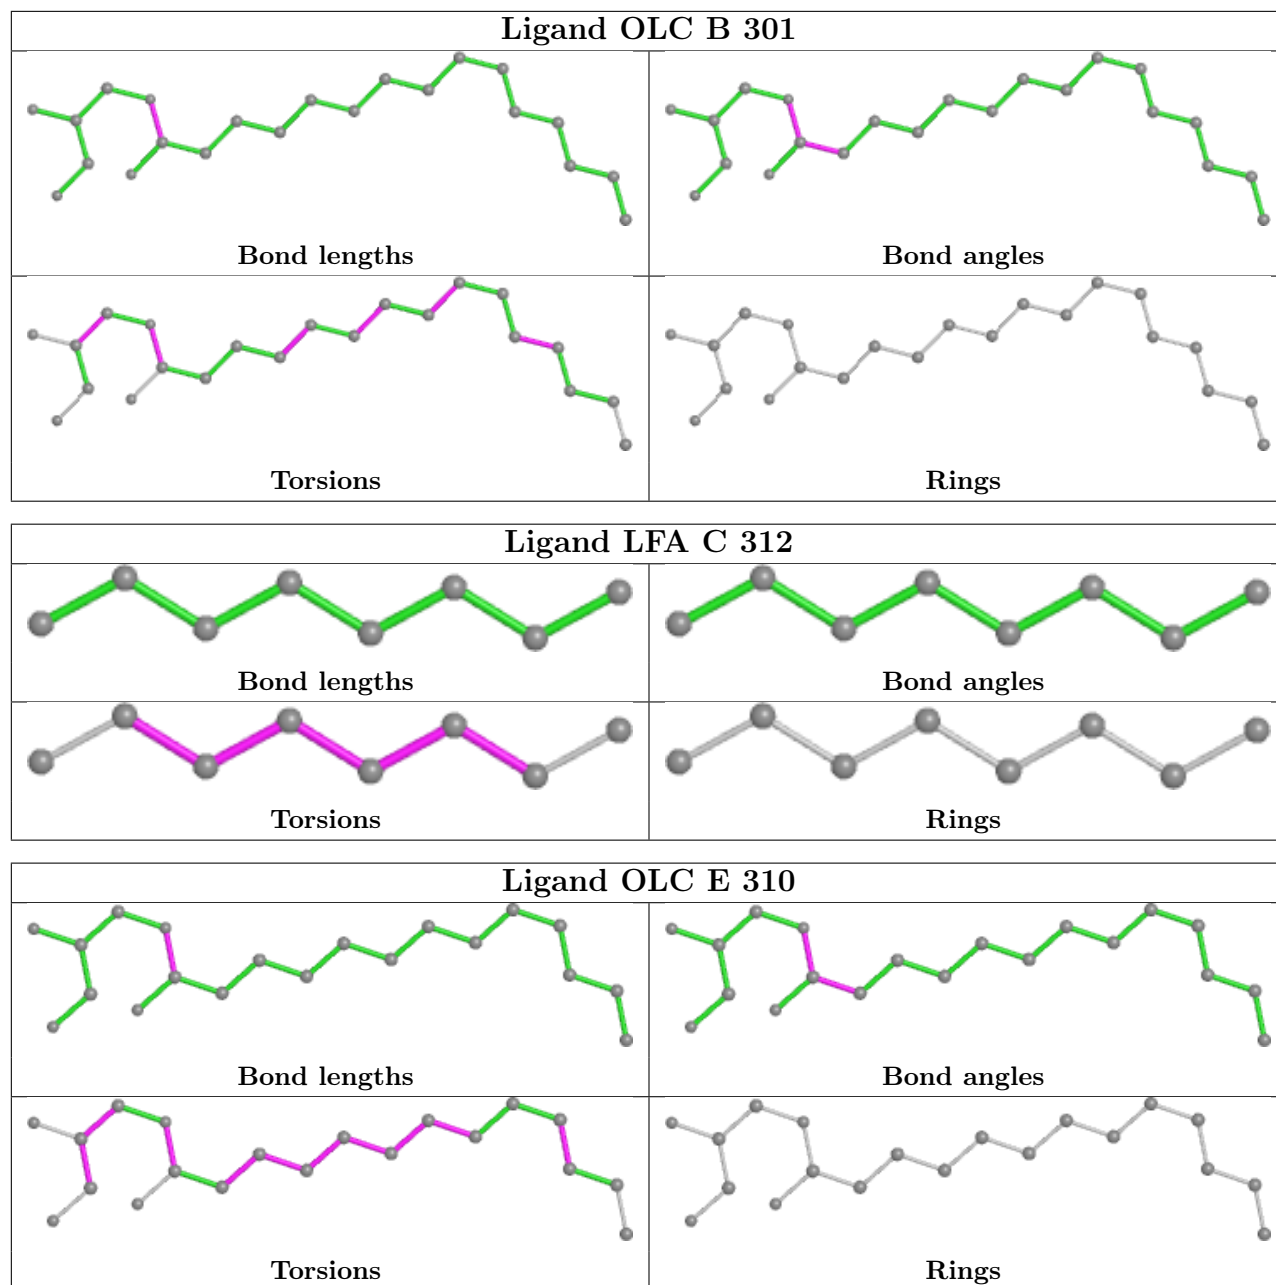 Ligand OLC B 301
Bond lengths Bond angles
Torsions Rings
Ligand LFA C 312
Bond lengths Bond angles
Torsions Rings
Ligand OLC E 310
Bond lengths Bond angles
Torsions Rings